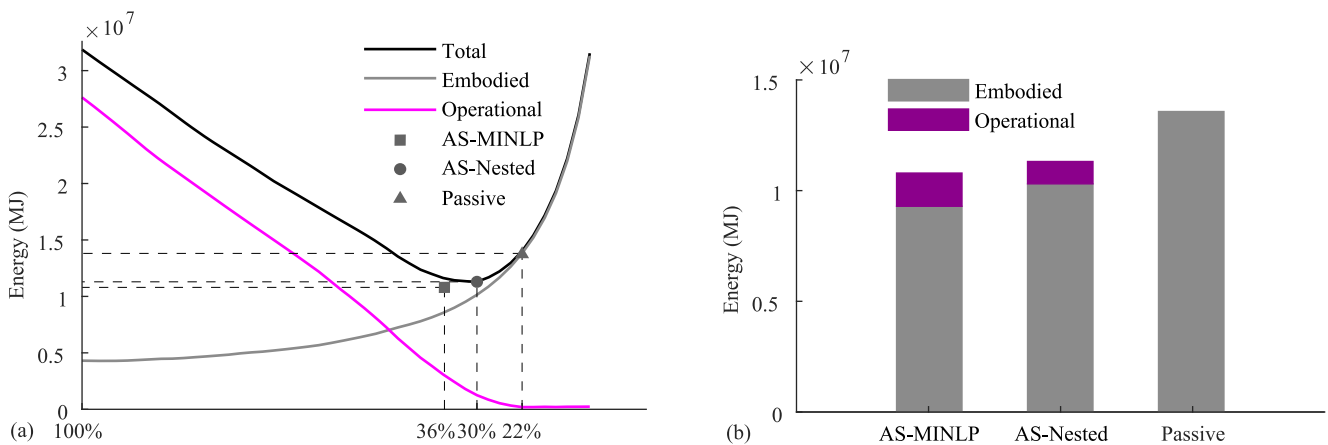 ×10⁷
3
2.5
2
1.5
1
0.5
0
Energy (MJ)
Total
Embodied
Operational
AS-MINLP
AS-Nested
Passive
100%
36%
30%
22%
(a)
×10⁷
1.5
1
0.5
0
Energy (MJ)
Embodied
Operational
AS-MINLP
AS-Nested
Passive
(b)